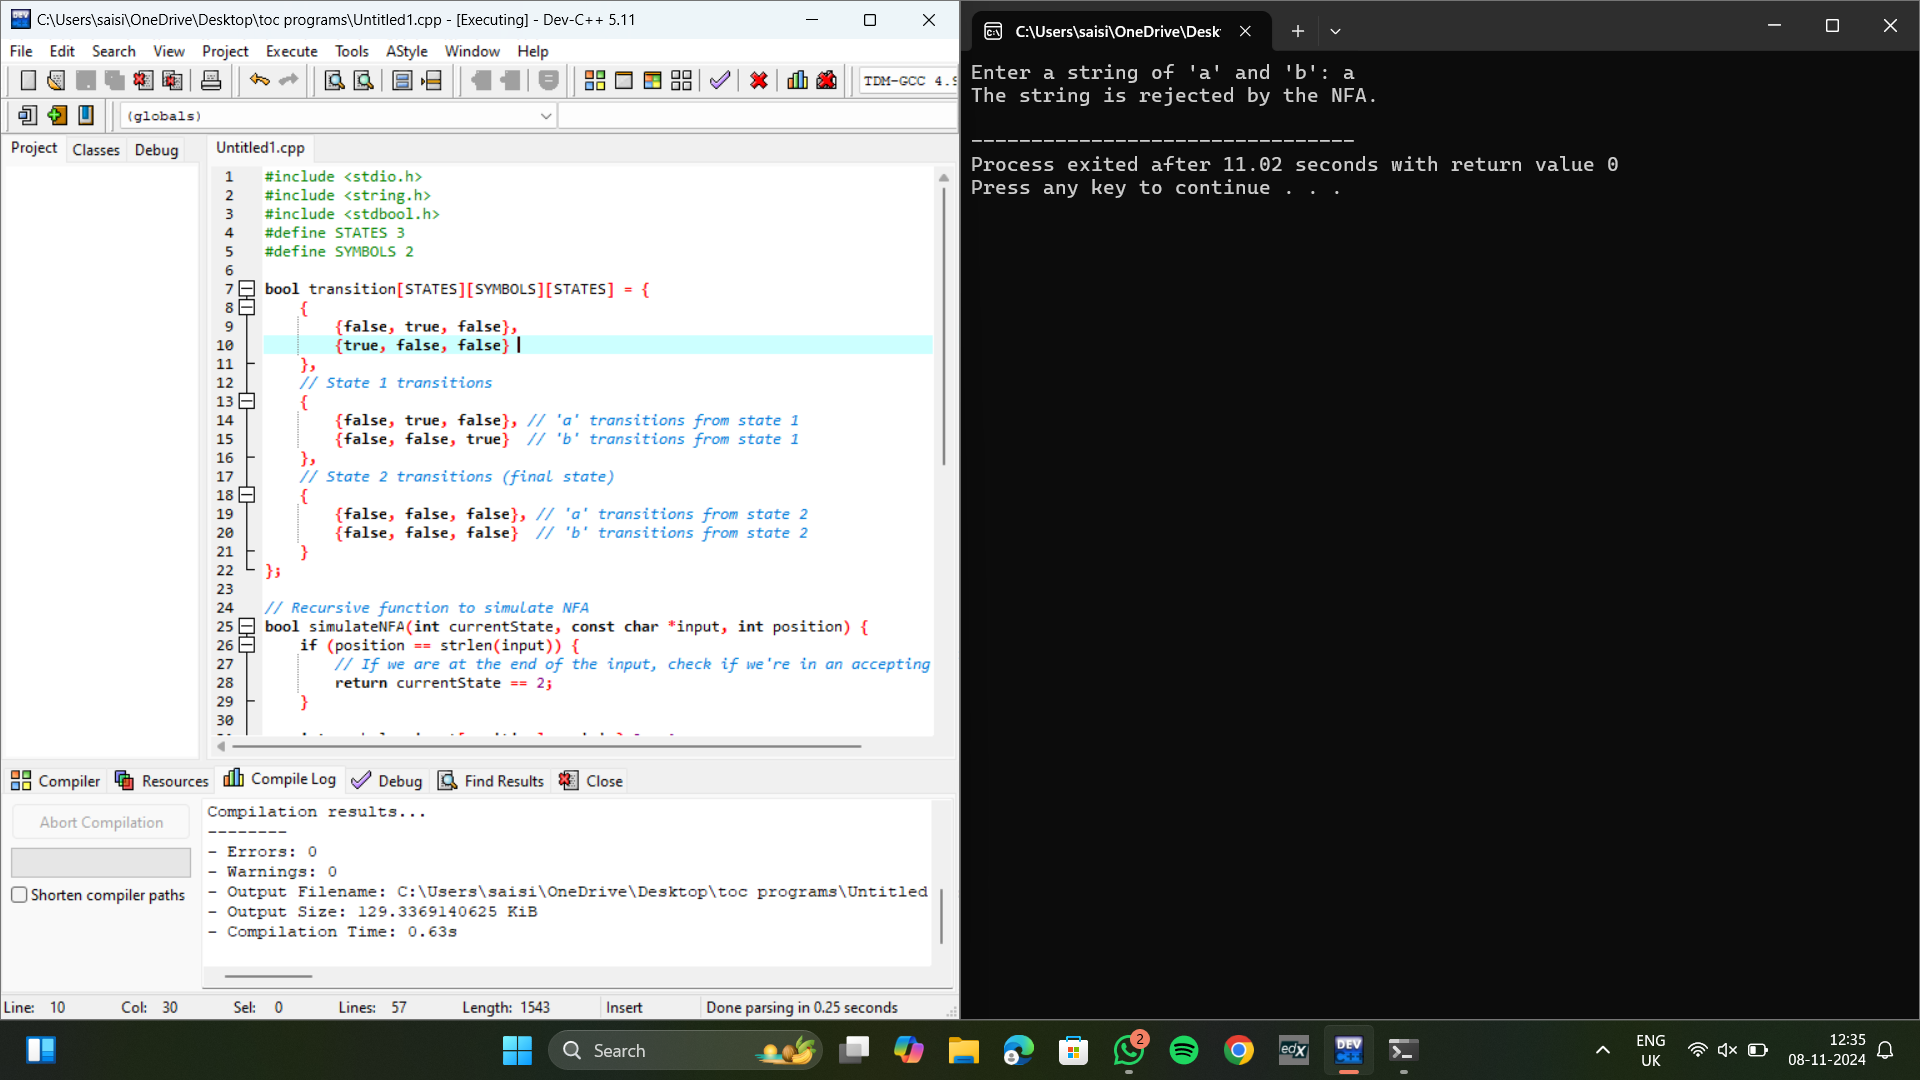 C:\Users\saisi\OneDrive\Desktop\toc programs\Untitled1.cpp - [Executing] - Dev-C++ 5.11
File Edit Search View Project Execute Tools AStyle Window Help
TDM-GCC
(globals)
Project Classes Debug
Untitled1.cpp
1 #include <stdio.h>
2 #include <string.h>
3 #include <stdbool.h>
4 #define STATES 3
5 #define SYMBOLS 2
6
7 bool transition[STATES][SYMBOLS][STATES] = {
8 {
9 {false, true, false},
10 {true, false, false}
11 },
12 // State 1 transitions
13 {
14 {false, true, false}, // 'a' transitions from state 1
15 {false, false, true} // 'b' transitions from state 1
16 },
17 // State 2 transitions (final state)
18 {
19 {false, false, false}, // 'a' transitions from state 2
20 {false, false, false} // 'b' transitions from state 2
21 }
22 };
23
24 // Recursive function to simulate NFA
25 bool simulateNFA(int currentState, const char *input, int position) {
26 if (position == strlen(input)) {
27 // If we are at the end of the input, check if we're in an accepting
28 return currentState == 2;
29 }
30
Compiler Resources Compile Log Debug Find Results Close
Abort Compilation
Shorten compiler paths
Compilation results...
--------
- Errors: 0
- Warnings: 0
- Output Filename: C:\Users\saisi\OneDrive\Desktop\toc programs\Untitled
- Output Size: 129.3369140625 KiB
- Compilation Time: 0.63s
Line: 10 Col: 30 Sel: 0 Lines: 57 Length: 1543 Insert Done parsing in 0.25 seconds
C:\Users\saisi\OneDrive\Desk
Enter a string of 'a' and 'b': a
The string is rejected by the NFA.
--------------------------------
Process exited after 11.02 seconds with return value 0
Press any key to continue . . .
Search
2
edX
DEV C++
ENG
UK
12:35
08-11-2024